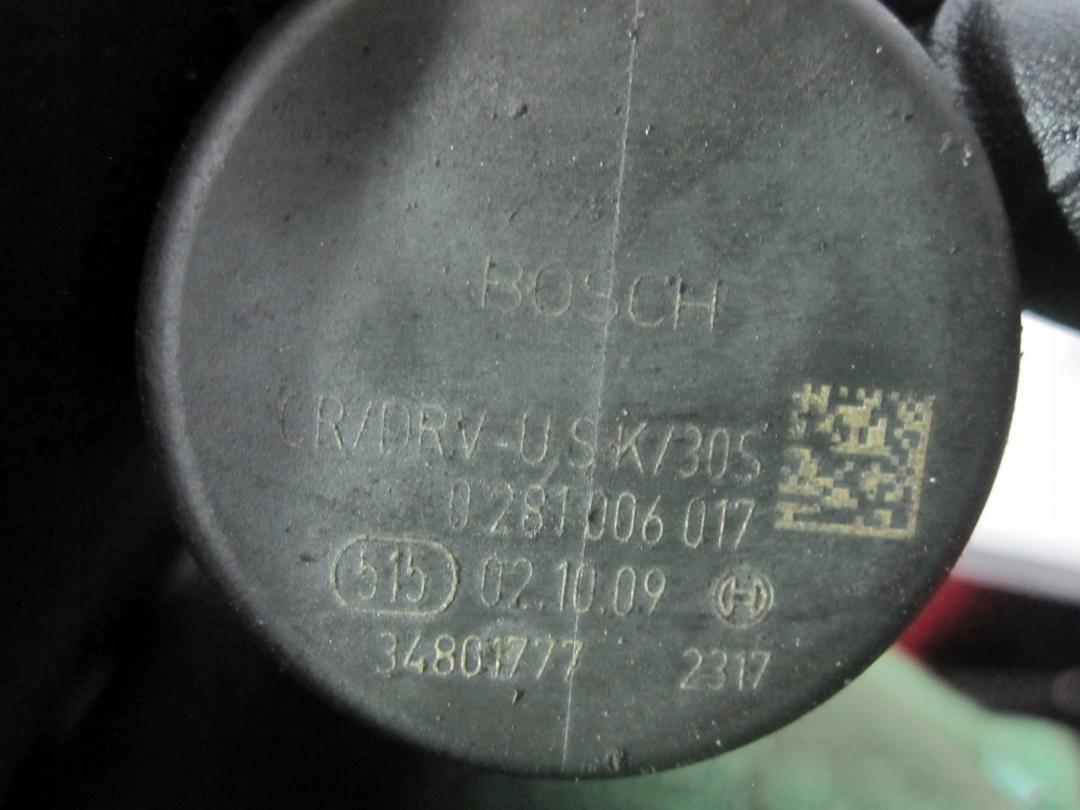 BOSCH
CR/DRV-U,S K/30S
0 281 006 017
515 02.10.09
34801777 2317